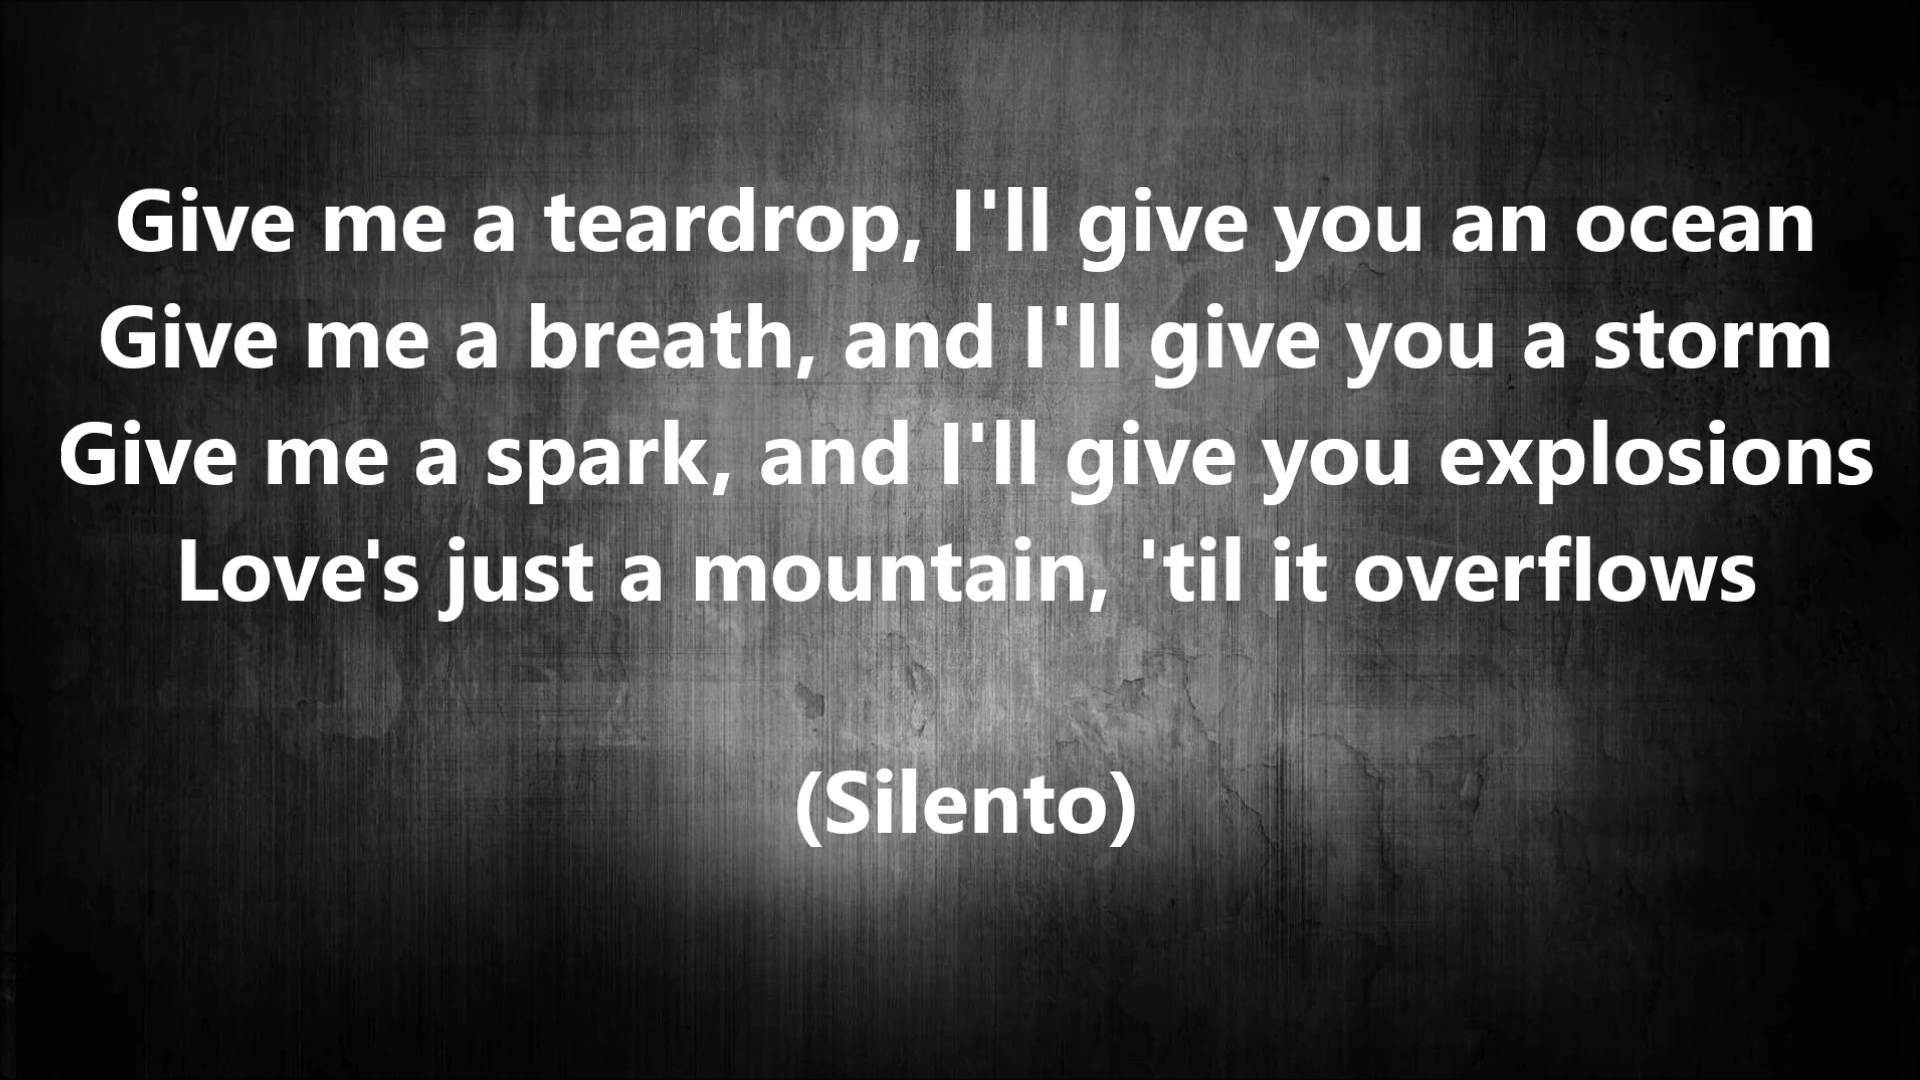 Give me a teardrop, I'll give you an ocean
Give me a breath, and I'll give you a storm
Give me a spark, and I'll give you explosions
Love's just a mountain, 'til it overflows
(Silento)